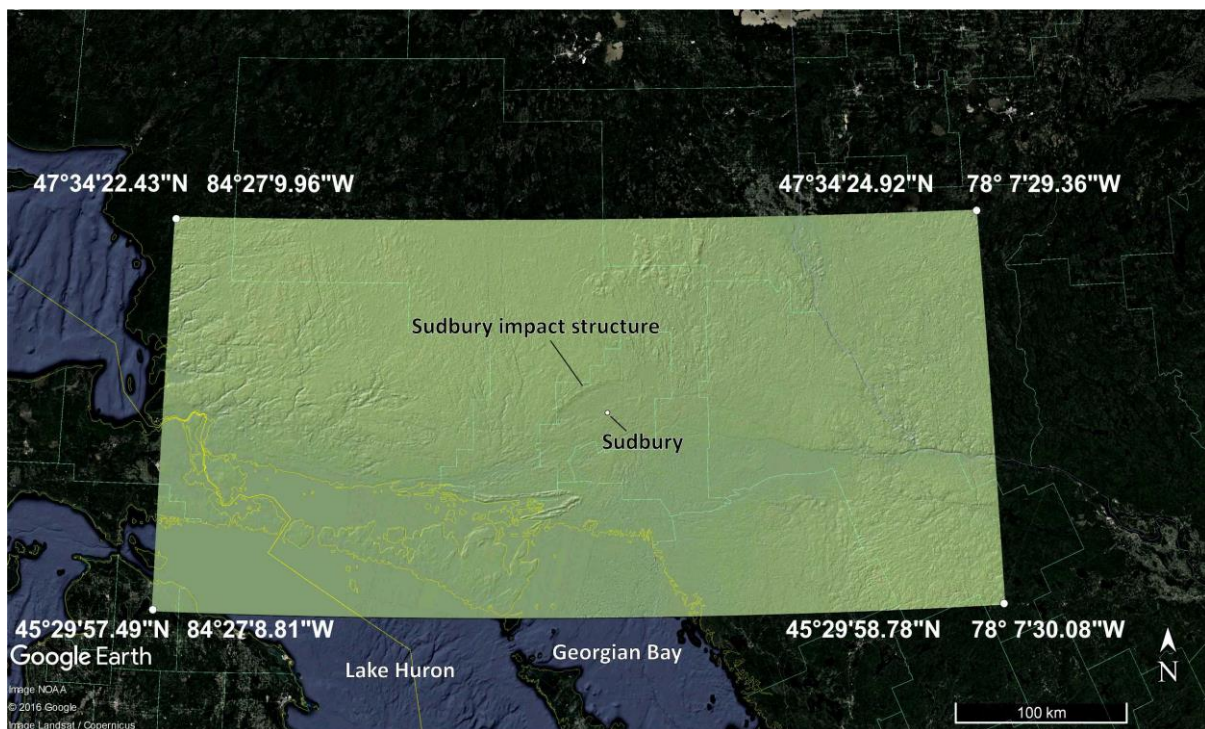 47°34'22.43"N 84°27'9.96"W
47°34'24.92"N 78° 7'29.36"W
Sudbury impact structure
Sudbury
45°29'57.49"N 84°27'8.81"W
45°29'58.78"N 78° 7'30.08"W
Google Earth
Lake Huron
Georgian Bay
N
Image NOAA
© 2016 Google
Image Landsat / Copernicus
100 km